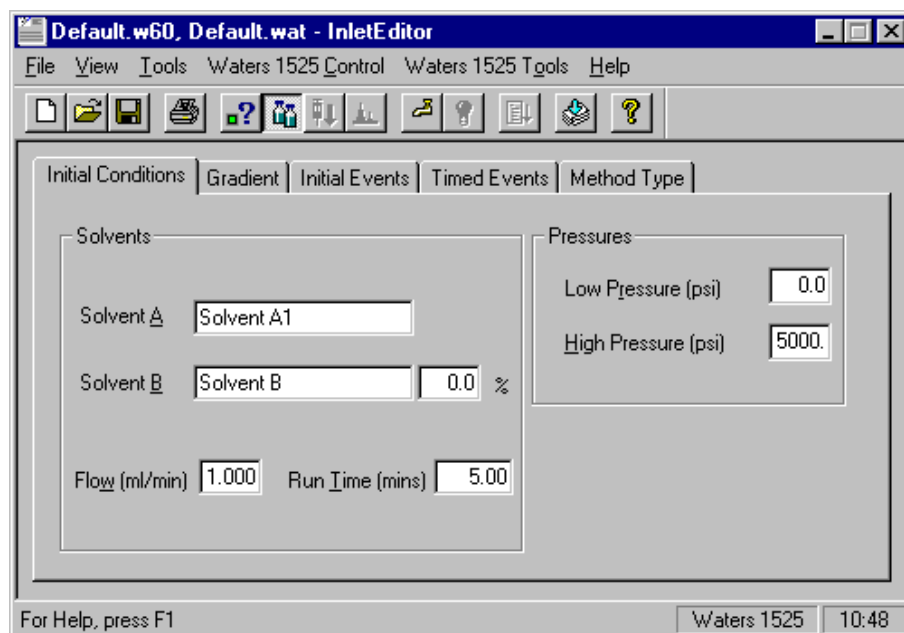 Default.w60, Default.wat - InletEditor
File View Tools Waters 1525 Control Waters 1525 Tools Help
Initial Conditions Gradient Initial Events Timed Events Method Type
Solvents Pressures
Low Pressure (psi) 0.0
Solvent A Solvent A1
High Pressure (psi) 5000.
Solvent B Solvent B 0.0 %
Flow (ml/min) 1.000 Run Time (mins) 5.00
For Help, press F1 Waters 1525 10:48